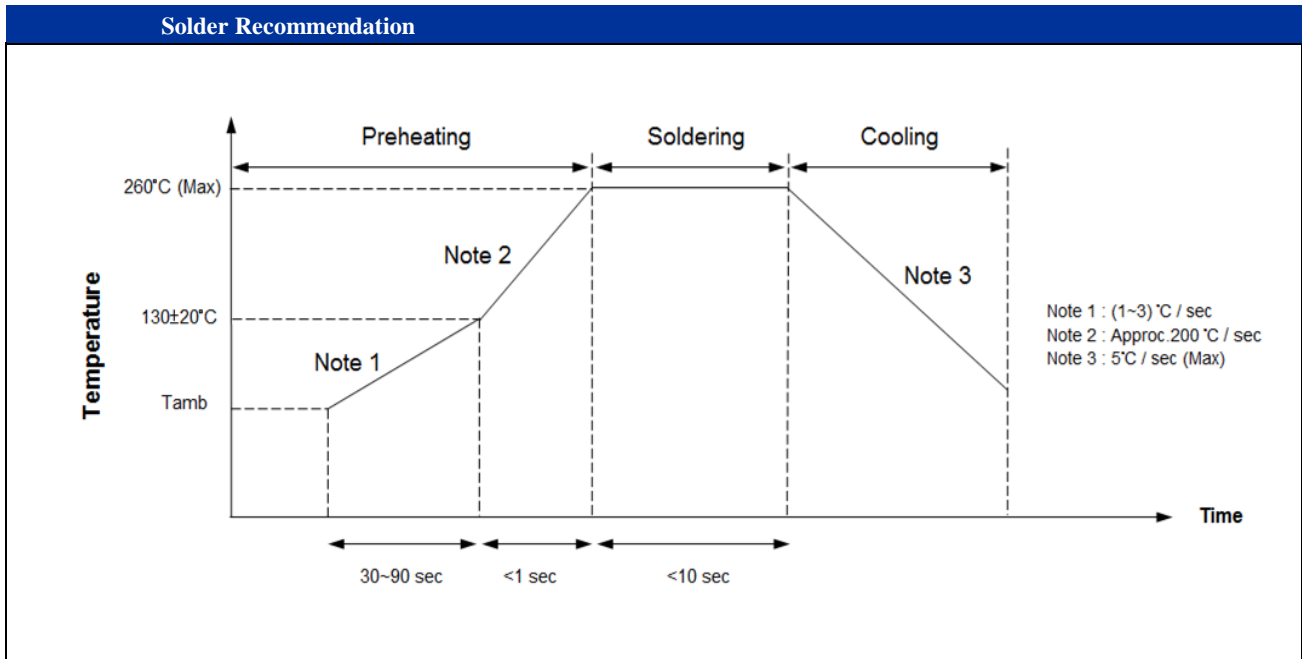 Solder Recommendation
Preheating
Soldering
Cooling
260°C (Max)
Note 2
Note 3
130±20°C
Note 1
Tamb
Temperature
Note 1 : (1~3) °C / sec
Note 2 : Approc.200 °C / sec
Note 3 : 5°C / sec (Max)
Time
30~90 sec
<1 sec
<10 sec